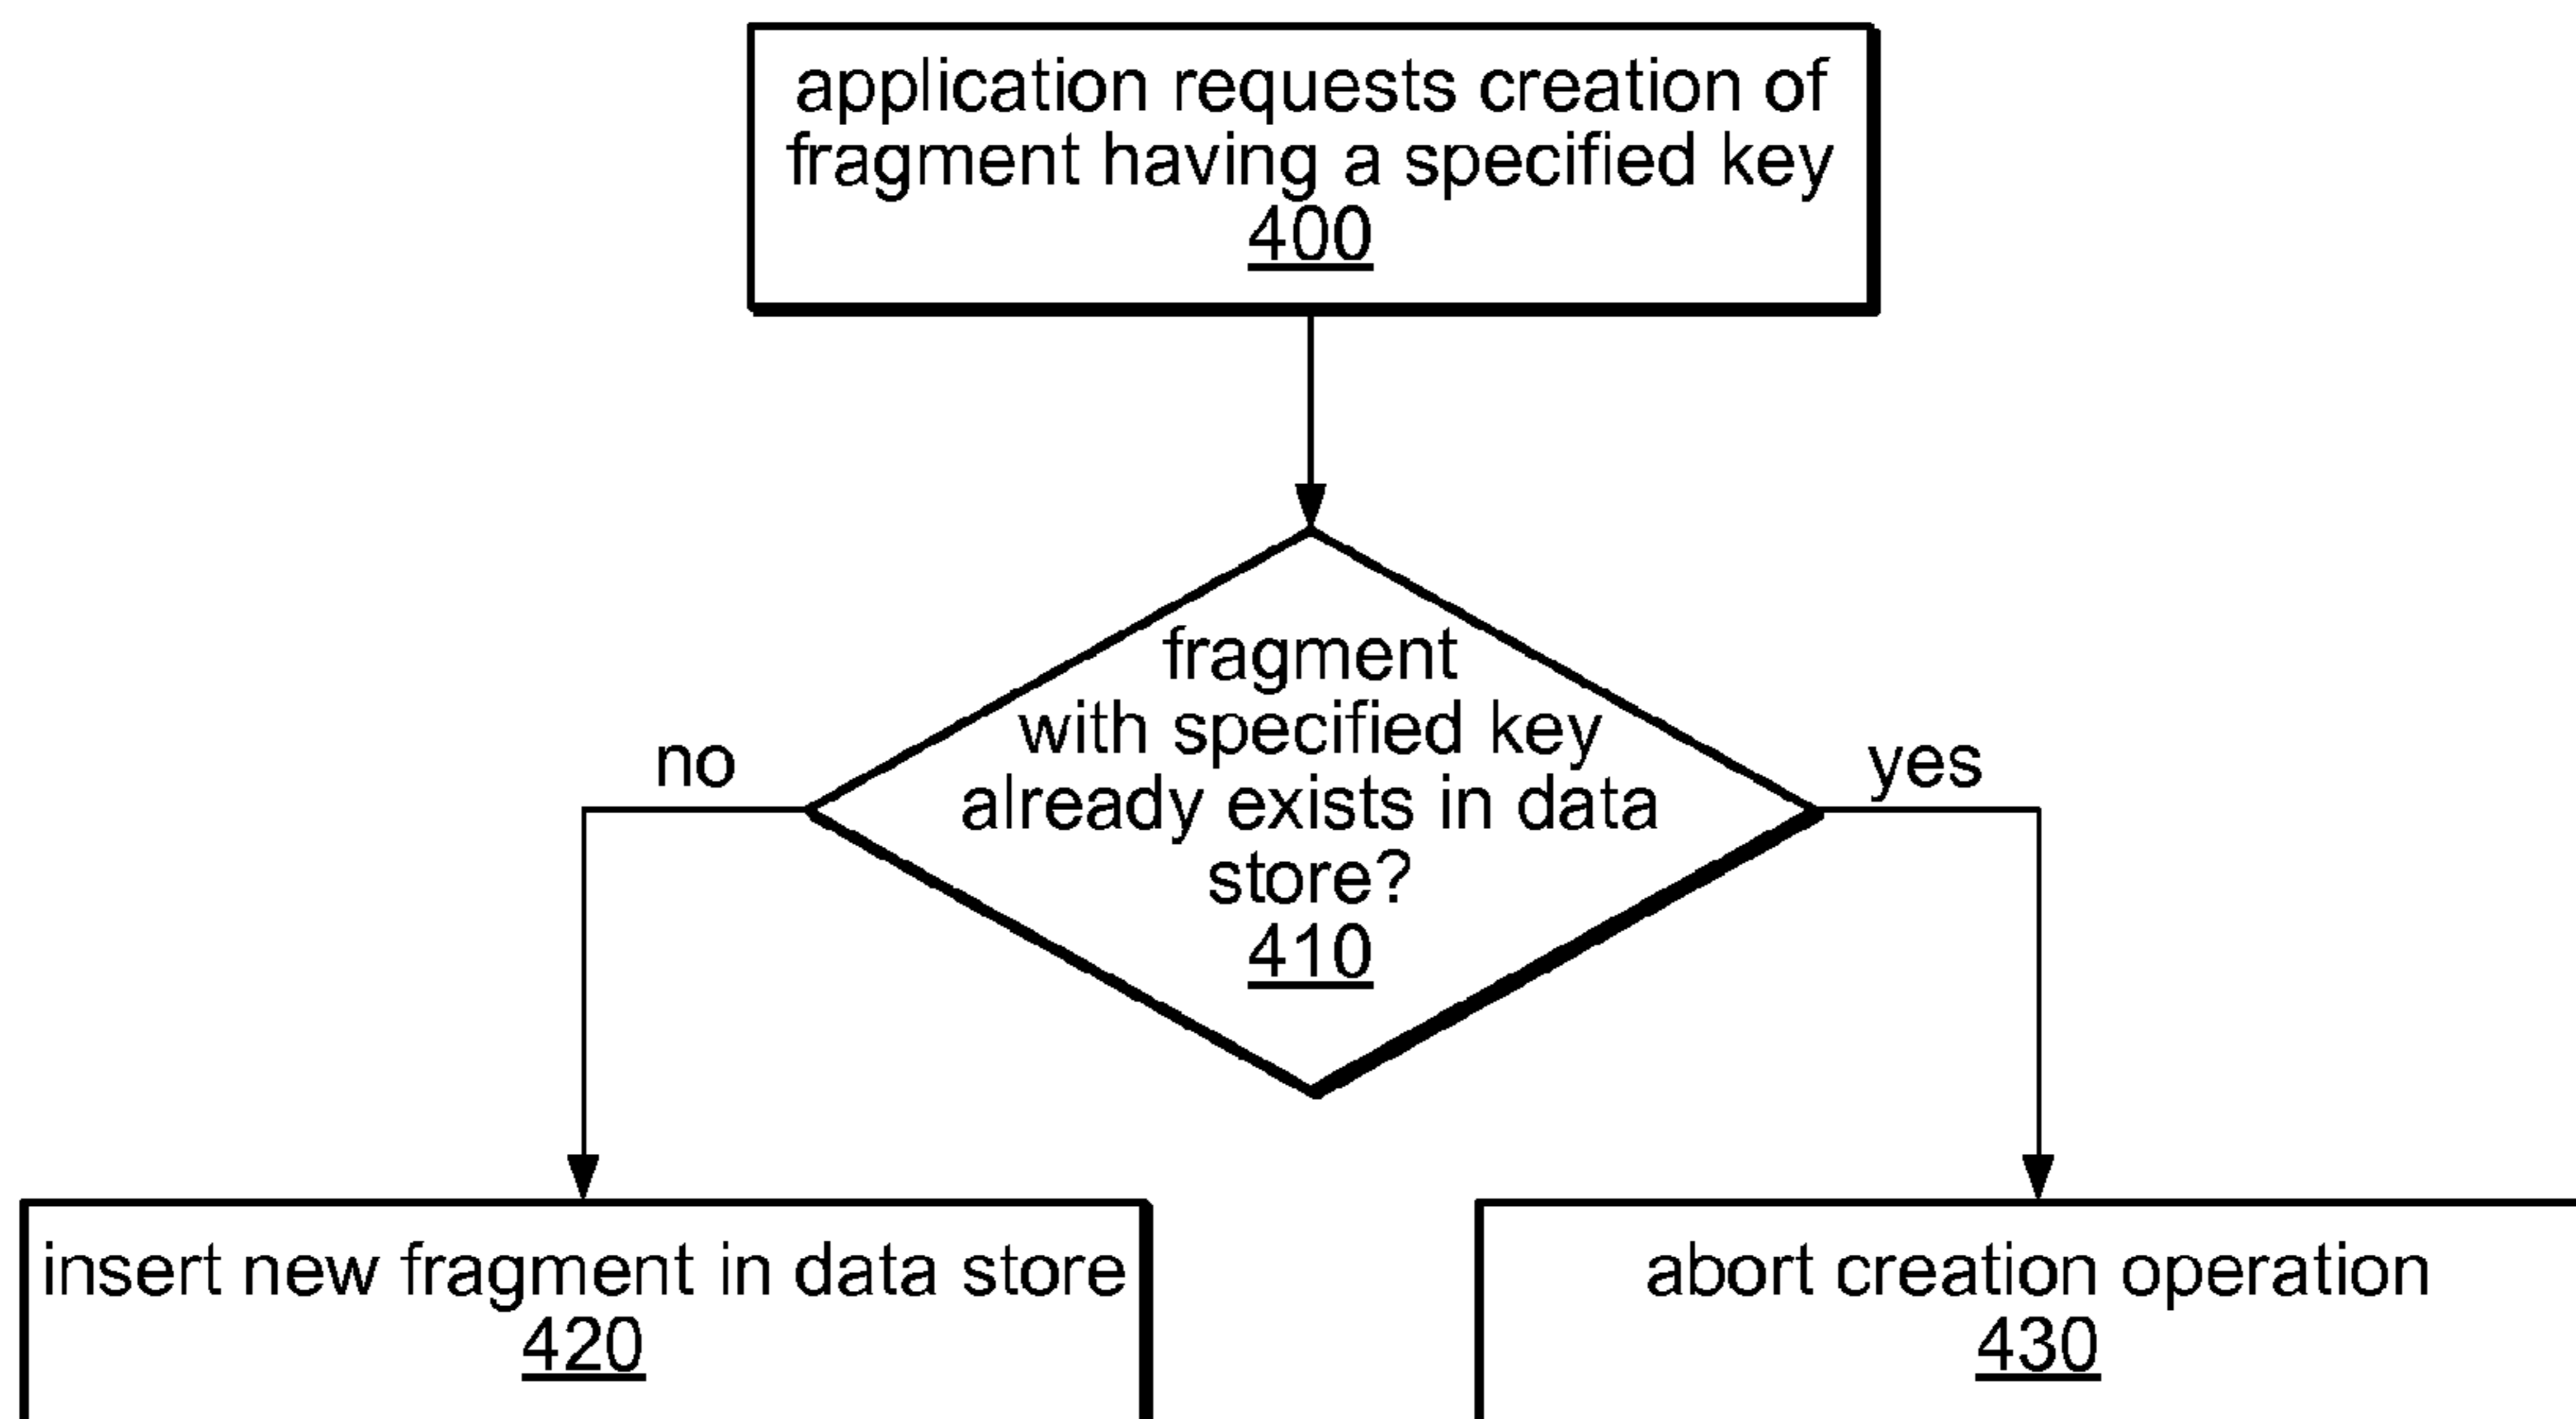 application requests creation of
fragment having a specified key
400
fragment
with specified key
already exists in data
store?
410
no
yes
insert new fragment in data store
420
abort creation operation
430